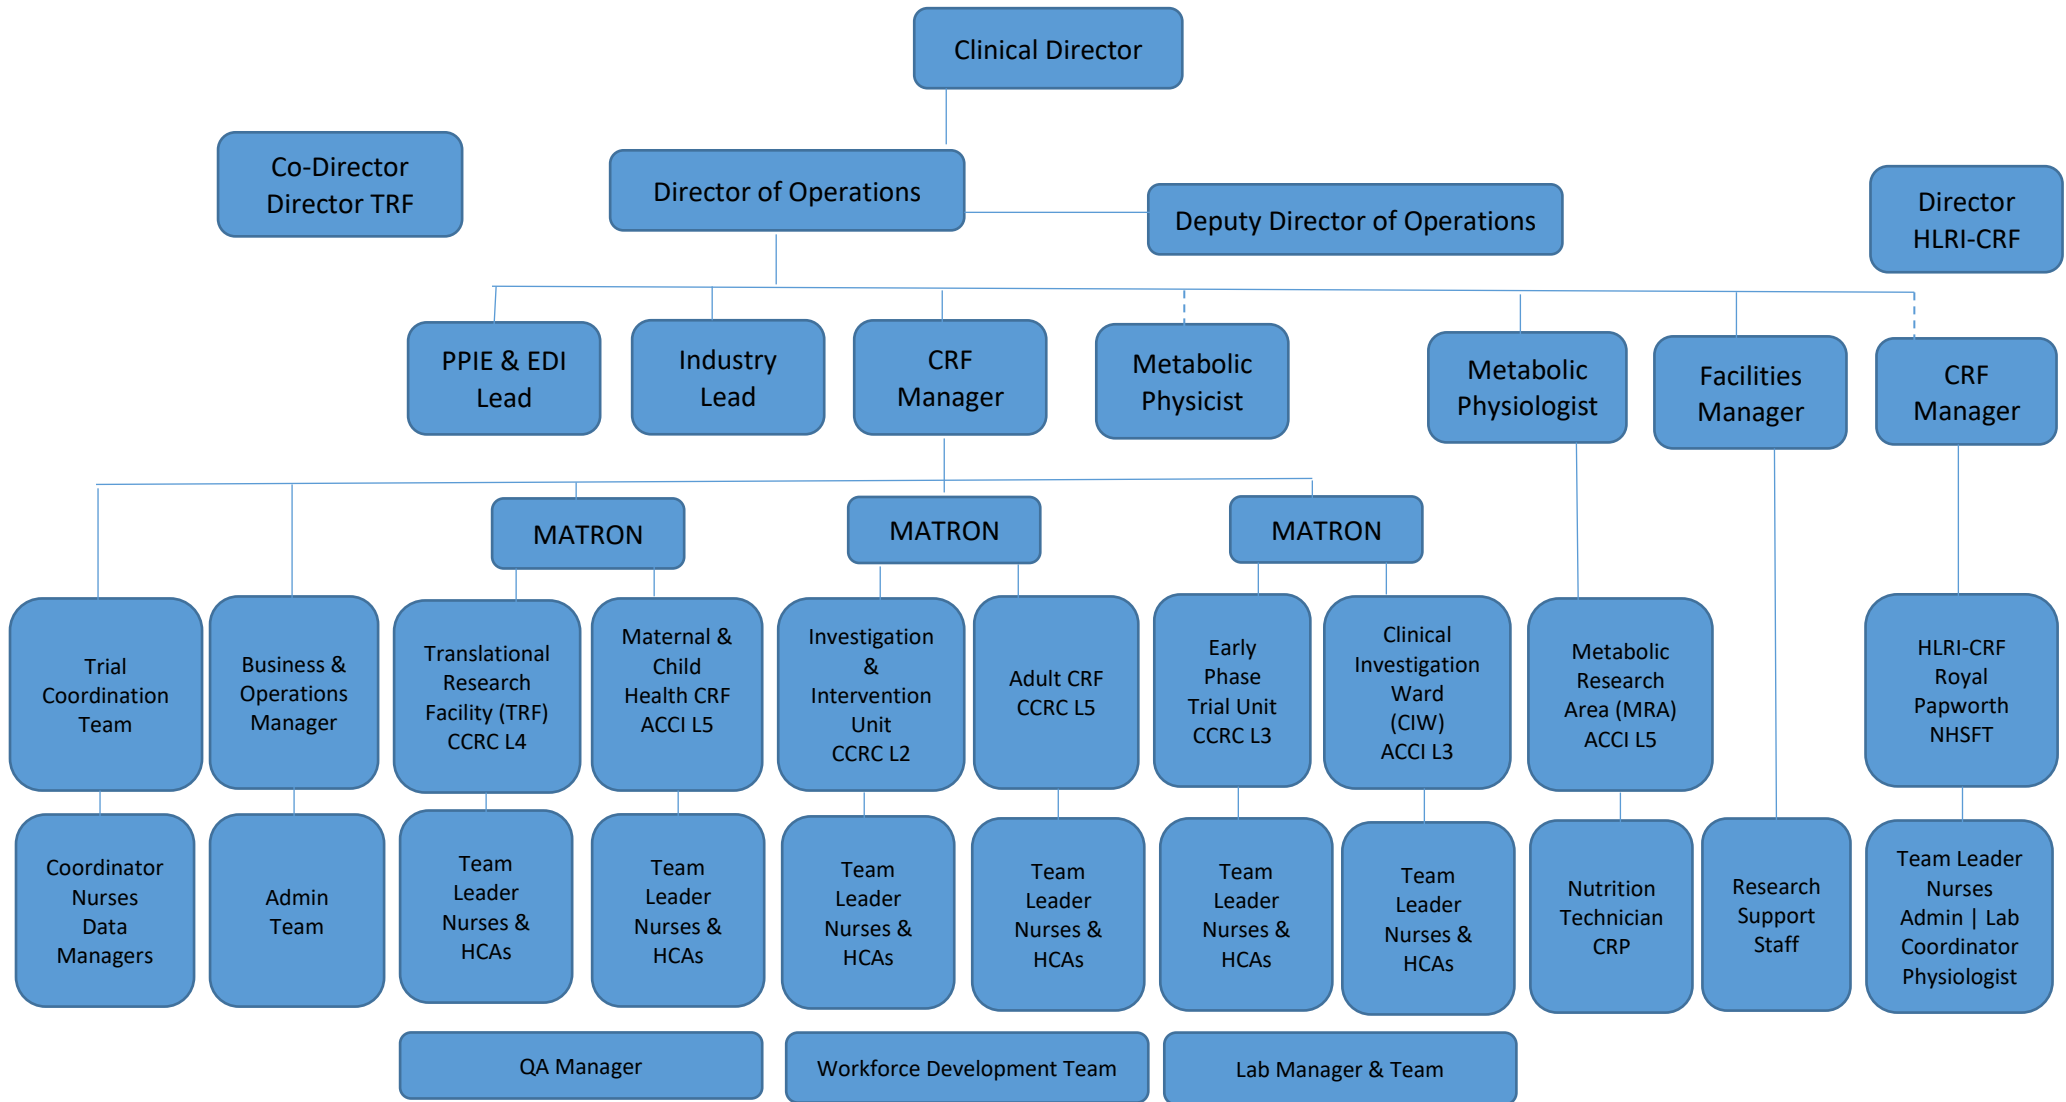 Clinical Director
Co-Director
Director TRF
Director of Operations
Deputy Director of Operations
Director
HLRI-CRF
PPIE & EDI
Lead
Industry
Lead
CRF
Manager
Metabolic
Physicist
Metabolic
Physiologist
Facilities
Manager
CRF
Manager
MATRON
MATRON
MATRON
Trial
Coordination
Team
Business &
Operations
Manager
Translational
Research
Facility (TRF)
CCRC L4
Maternal &
Child
Health CRF
ACCI L5
Investigation
&
Intervention
Unit
CCRC L2
Adult CRF
CCRC L5
Early
Phase
Trial Unit
CCRC L3
Clinical
Investigation
Ward
(CIW)
ACCI L3
Metabolic
Research
Area (MRA)
ACCI L5
HLRI-CRF
Royal
Papworth
NHSFT
Coordinator
Nurses
Data
Managers
Admin
Team
Team
Leader
Nurses &
HCAs
Team
Leader
Nurses &
HCAs
Team
Leader
Nurses &
HCAs
Team
Leader
Nurses &
HCAs
Team
Leader
Nurses &
HCAs
Team
Leader
Nurses &
HCAs
Nutrition
Technician
CRP
Research
Support
Staff
Team Leader
Nurses
Admin | Lab
Coordinator
Physiologist
QA Manager
Workforce Development Team
Lab Manager & Team